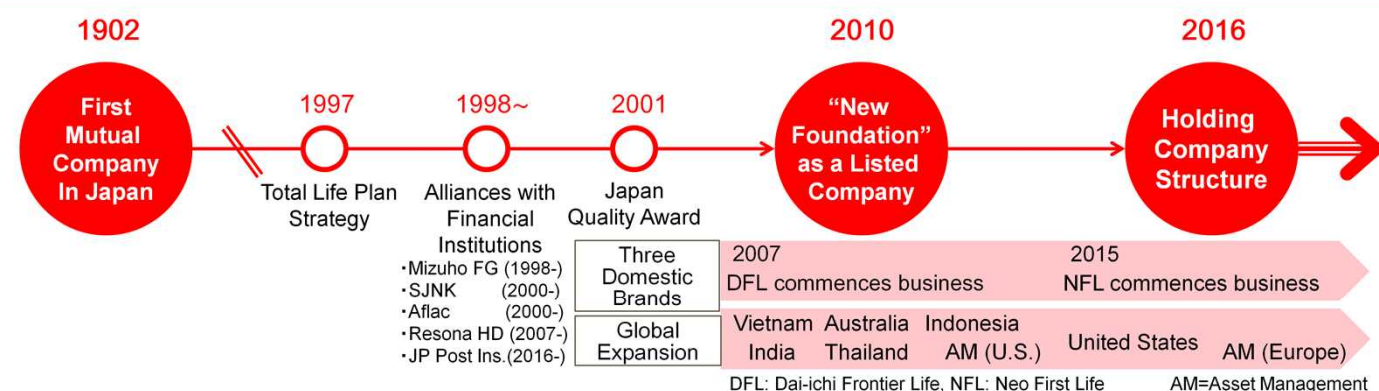 1902
First
Mutual
Company
In Japan
1997
Total Life Plan
Strategy
1998~
Alliances with
Financial
Institutions
・Mizuho FG (1998-)
・SJNK (2000-)
・Aflac (2000-)
・Resona HD (2007-)
・JP Post Ins.(2016-)
2001
Japan
Quality Award
2010
“New
Foundation”
as a Listed
Company
2016
Holding
Company
Structure
Three
Domestic
Brands
2007
DFL commences business
2015
NFL commences business
Global
Expansion
Vietnam Australia Indonesia
India Thailand AM (U.S.)
United States
AM (Europe)
DFL: Dai-ichi Frontier Life, NFL: Neo First Life AM=Asset Management